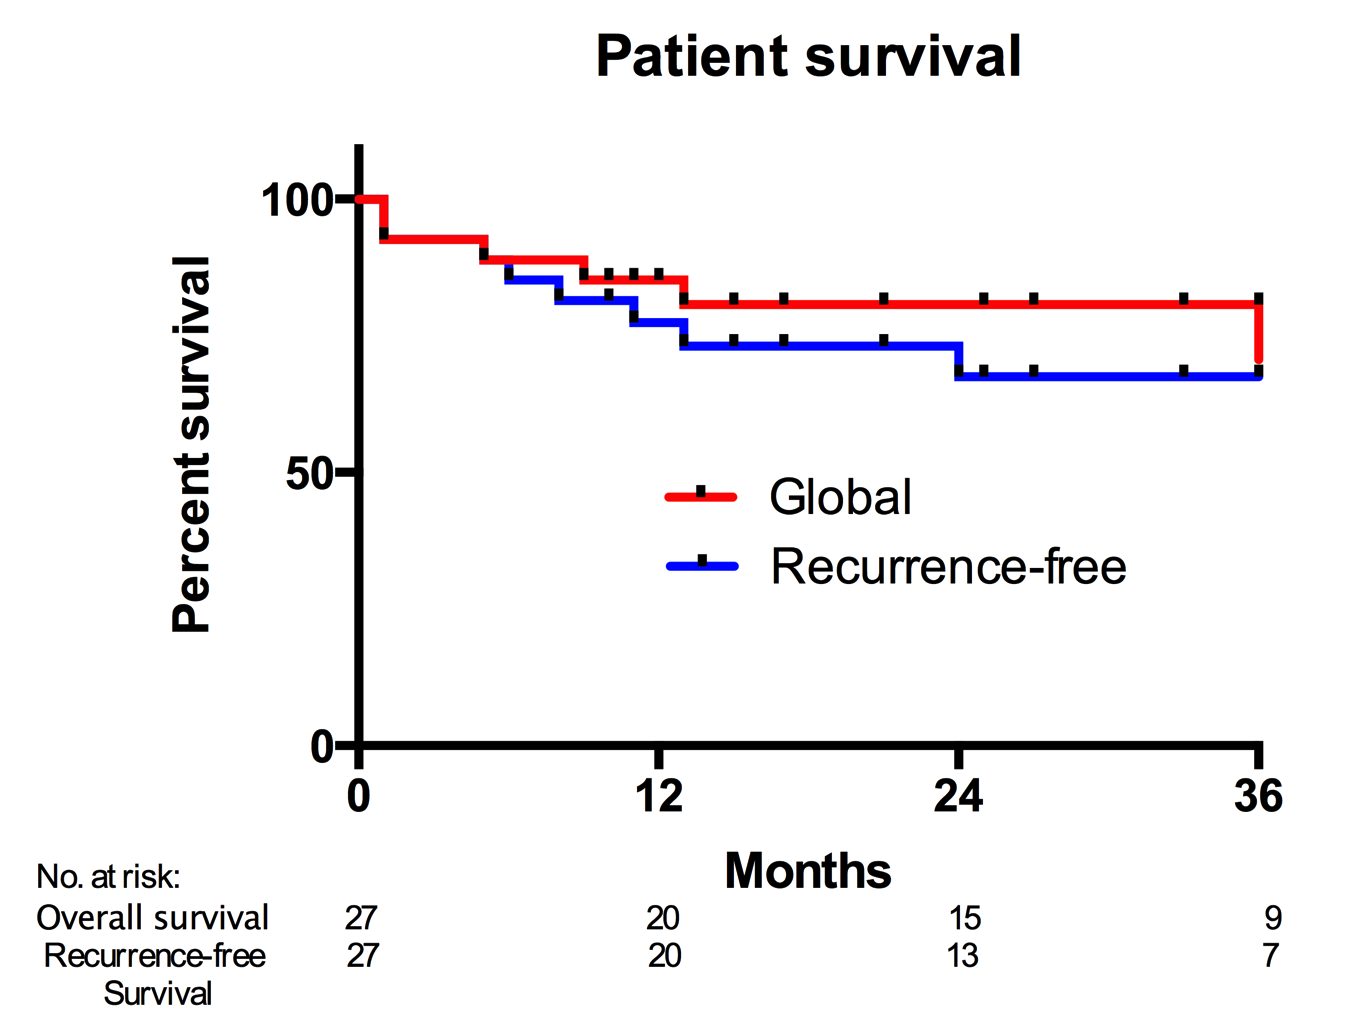 Patient survival
Percent survival
100
50
0
Global
Recurrence-free
0 12 24 36
Months
No. at risk:
Overall survival 27 20 15 9
Recurrence-free 27 20 13 7
Survival